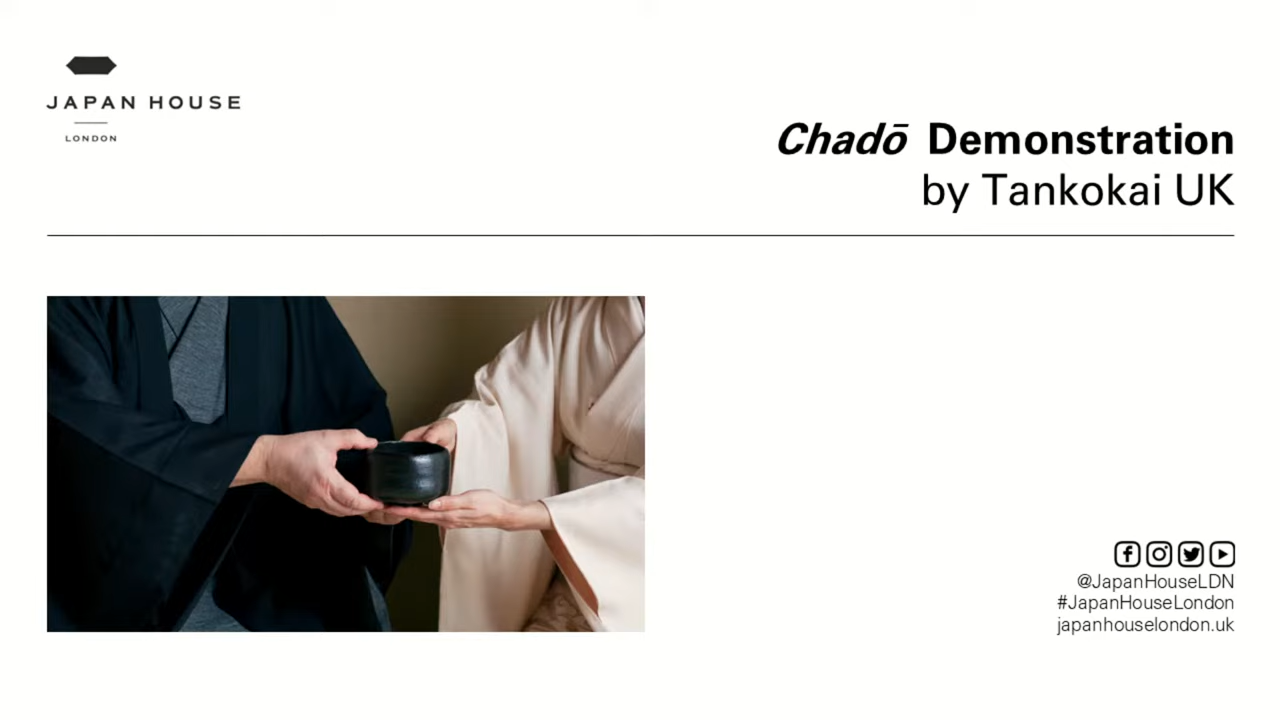 JAPAN HOUSE
LONDON
Chadō Demonstration
by Tankokai UK
@JapanHouseLDN
#JapanHouseLondon
japanhouselondon.uk